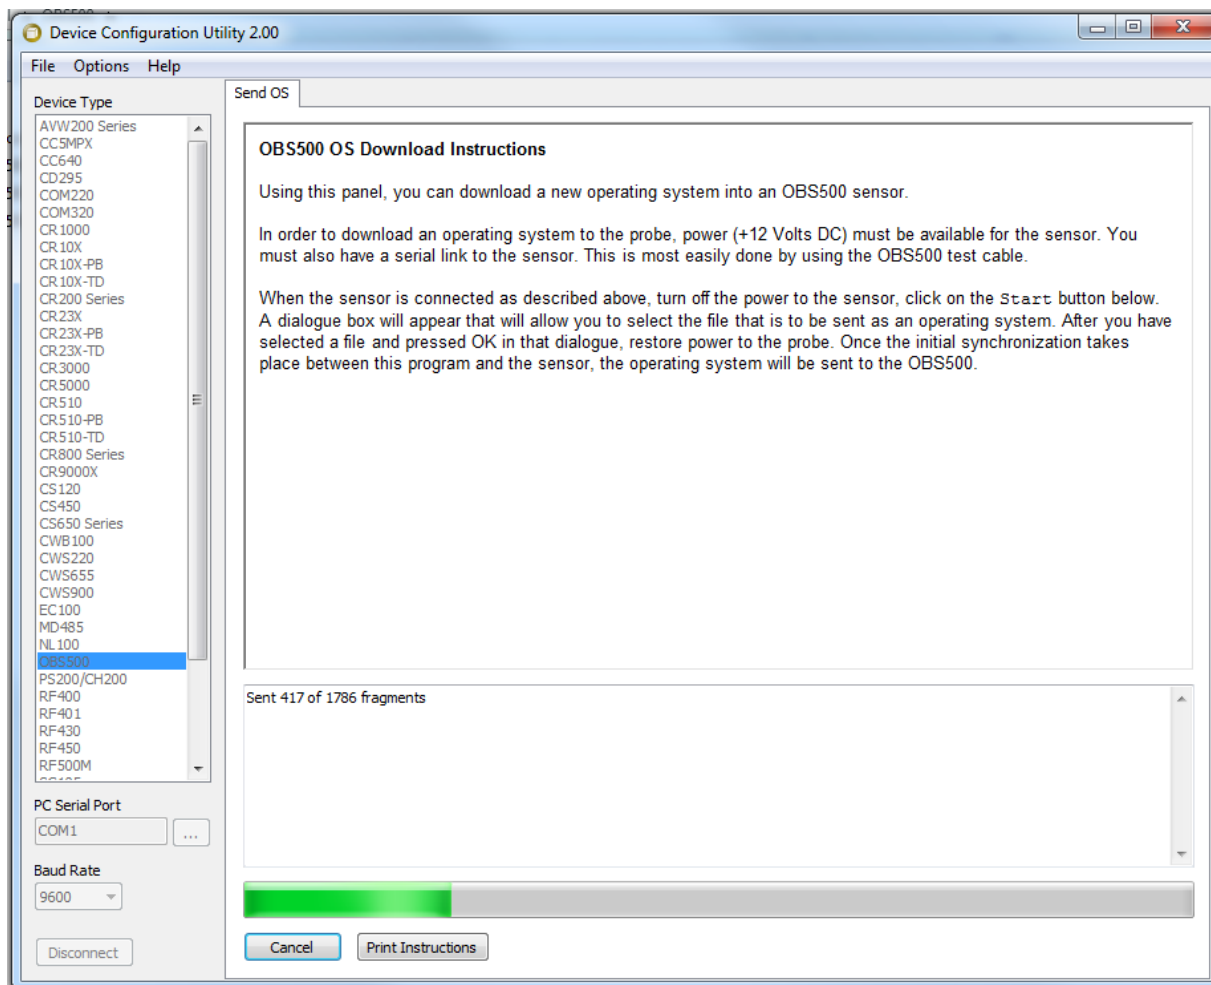 Device Configuration Utility 2.00
File Options Help
Device Type
AVW200 Series
CC5MPX
CC640
CD295
COM220
COM320
CR1000
CR10X
CR10X-PB
CR10X-TD
CR200 Series
CR23X
CR23X-PB
CR23X-TD
CR3000
CR5000
CR510
CR510-PB
CR510-TD
CR800 Series
CR9000X
CS120
CS450
CS650 Series
CWB100
CWS220
CWS655
CWS900
EC100
MD485
NL100
OBS500
PS200/CH200
RF400
RF401
RF430
RF450
RF500M
PC Serial Port
COM1
...
Baud Rate
9600
Disconnect
Send OS
OBS500 OS Download Instructions
Using this panel, you can download a new operating system into an OBS500 sensor.
In order to download an operating system to the probe, power (+12 Volts DC) must be available for the sensor. You
must also have a serial link to the sensor. This is most easily done by using the OBS500 test cable.
When the sensor is connected as described above, turn off the power to the sensor, click on the Start button below.
A dialogue box will appear that will allow you to select the file that is to be sent as an operating system. After you have
selected a file and pressed OK in that dialogue, restore power to the probe. Once the initial synchronization takes
place between this program and the sensor, the operating system will be sent to the OBS500.
Sent 417 of 1786 fragments
Cancel Print Instructions